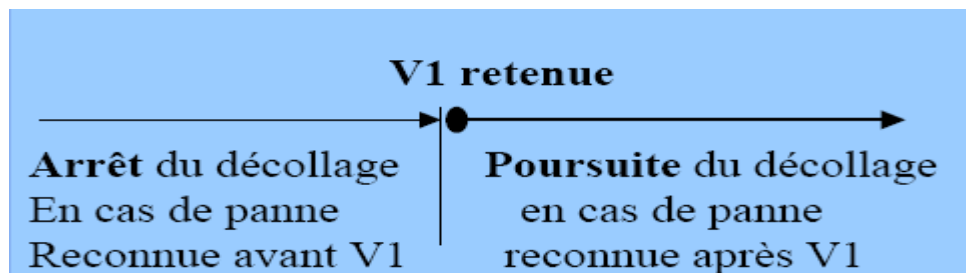 V1 retenue
Arrêt du décollage
En cas de panne
Reconnue avant V1
Poursuite du décollage
en cas de panne
reconnue après V1